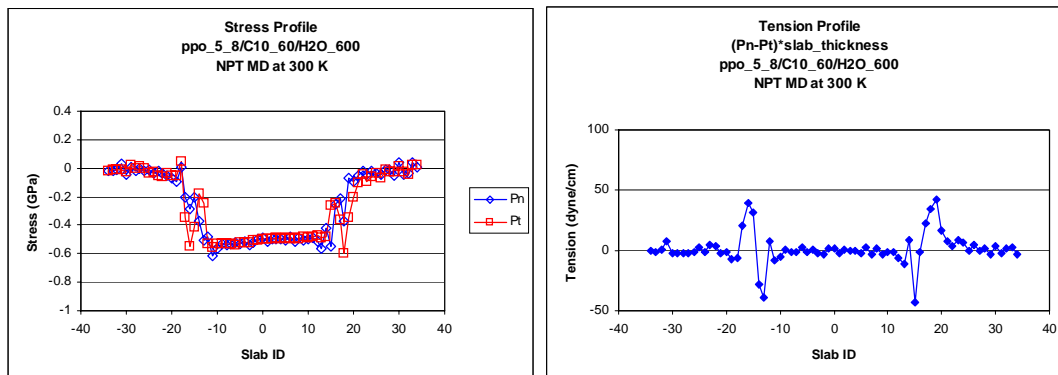 Stress Profile
ppo_5_8/C10_60/H2O_600
NPT MD at 300 K
0.4
0.2
0
-0.2
-0.4
-0.6
-0.8
-1
-40 -30 -20 -10 0 10 20 30 40
Stress (GPa)
Slab ID
Pn
Pt
Tension Profile
(Pn-Pt)*slab_thickness
ppo_5_8/C10_60/H2O_600
NPT MD at 300 K
100
50
0
-50
-40 -30 -20 -10 0 10 20 30 40
Tension (dyne/cm)
Slab ID